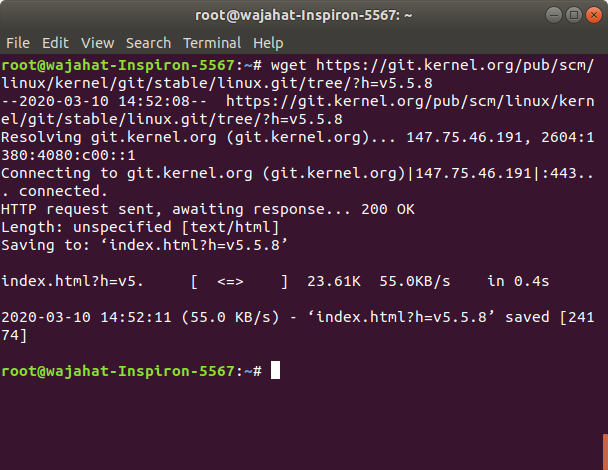 root@wajahat-Inspiron-5567: ~
File Edit View Search Terminal Help
root@wajahat-Inspiron-5567:~# wget https://git.kernel.org/pub/scm/
linux/kernel/git/stable/linux.git/tree/?h=v5.5.8
--2020-03-10 14:52:08--  https://git.kernel.org/pub/scm/linux/kern
el/git/stable/linux.git/tree/?h=v5.5.8
Resolving git.kernel.org (git.kernel.org)... 147.75.46.191, 2604:1
380:4080:c00::1
Connecting to git.kernel.org (git.kernel.org)|147.75.46.191|:443..
. connected.
HTTP request sent, awaiting response... 200 OK
Length: unspecified [text/html]
Saving to: ‘index.html?h=v5.5.8’
index.html?h=v5.     [  <=>    ]  23.61K  55.0KB/s    in 0.4s
2020-03-10 14:52:11 (55.0 KB/s) - ‘index.html?h=v5.5.8’ saved [241
74]
root@wajahat-Inspiron-5567:~#